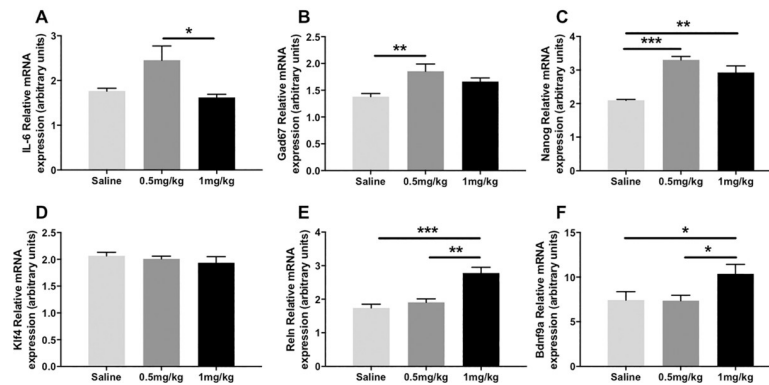 A
IL-6 Relative mRNA
expression (arbitrary units)
3
2
1
0
*
Saline
0.5mg/kg
1mg/kg
B
Gad67 Relative mRNA
expression (arbitrary units)
2.5
2.0
1.5
1.0
0.5
0.0
**
Saline
0.5mg/kg
1mg/kg
C
Nanog Relative mRNA
expression (arbitrary units)
4
3
2
1
0
**
***
Saline
0.5mg/kg
1mg/kg
D
Klf4 Relative mRNA
expression (arbitrary units)
2.5
2.0
1.5
1.0
0.5
0.0
Saline
0.5mg/kg
1mg/kg
E
Reln Relative mRNA
expression (arbitrary units)
4
3
2
1
0
***
**
Saline
0.5mg/kg
1mg/kg
F
Bdnf9a Relative mRNA
expression (arbitrary units)
15
10
5
0
*
*
Saline
0.5mg/kg
1mg/kg